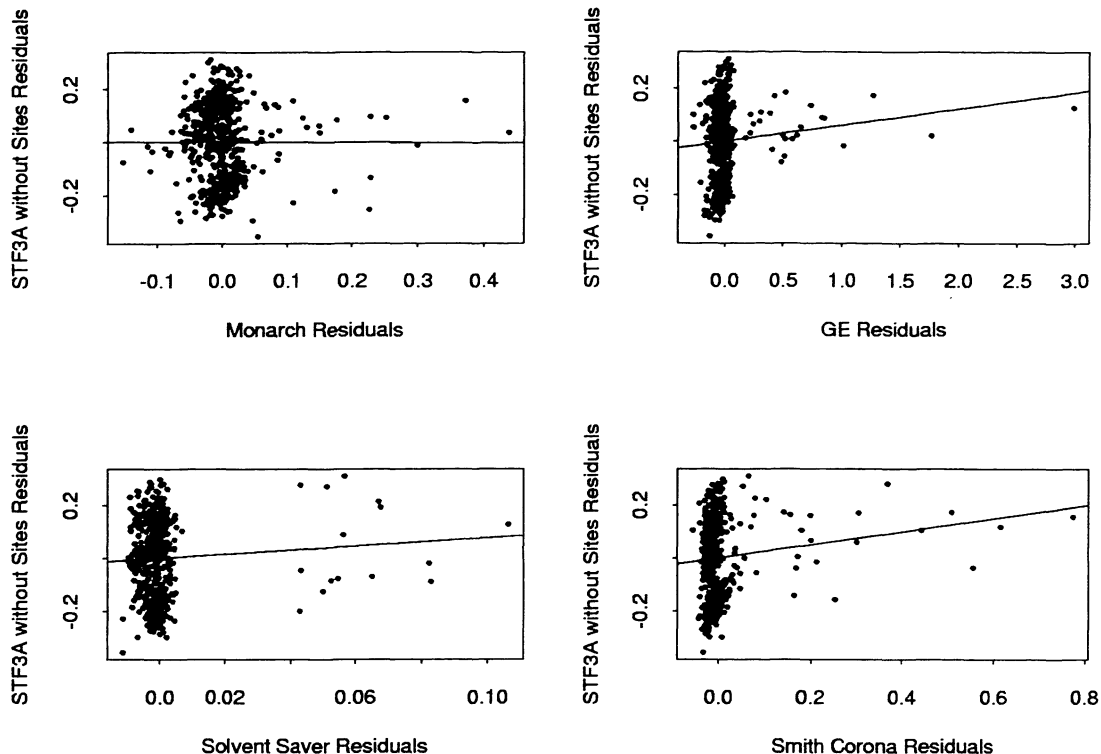 STF3A without Sites Residuals
0.2
-0.2
-0.1 0.0 0.1 0.2 0.3 0.4
Monarch Residuals
STF3A without Sites Residuals
0.2
-0.2
0.0 0.5 1.0 1.5 2.0 2.5 3.0
GE Residuals
STF3A without Sites Residuals
0.2
-0.2
0.0 0.02 0.06 0.10
Solvent Saver Residuals
STF3A without Sites Residuals
0.2
-0.2
0.0 0.2 0.4 0.6 0.8
Smith Corona Residuals